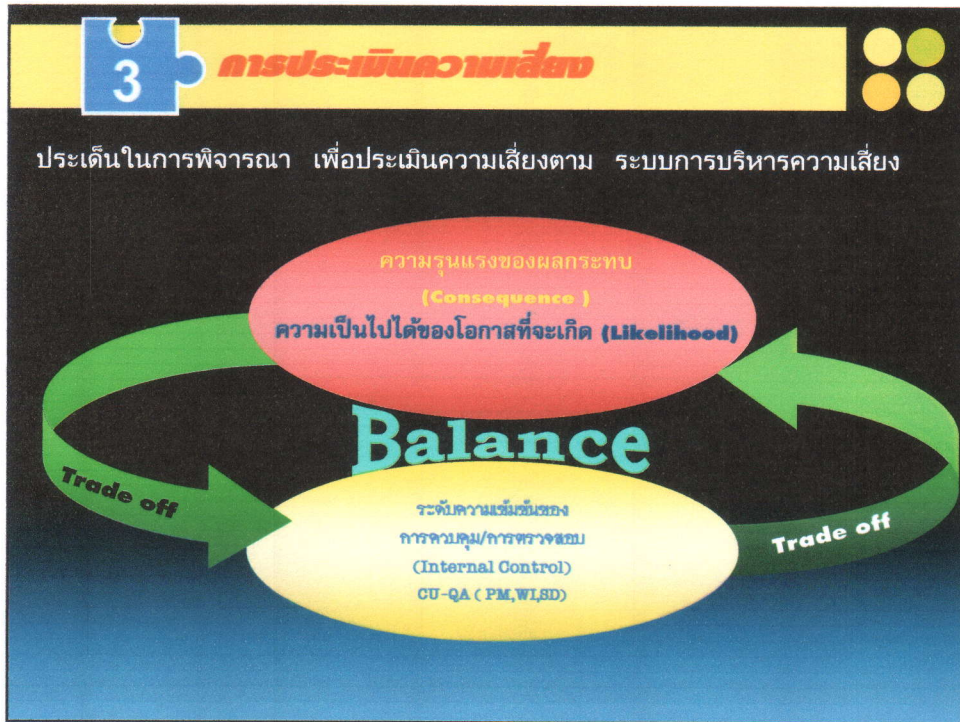 3 การประเมินความเสี่ยง
ประเด็นในการพิจารณา เพื่อประเมินความเสี่ยงตาม ระบบการบริหารความเสี่ยง
ความรุนแรงของผลกระทบ
(Consequence )
ความเป็นไปได้ของโอกาสที่จะเกิด (Likelihood)
Balance
Trade off
ระดับความเข้มข้นของ
การควบคุม/การตรวจสอบ
(Internal Control)
CU-QA ( PM,WI,SD)
Trade off